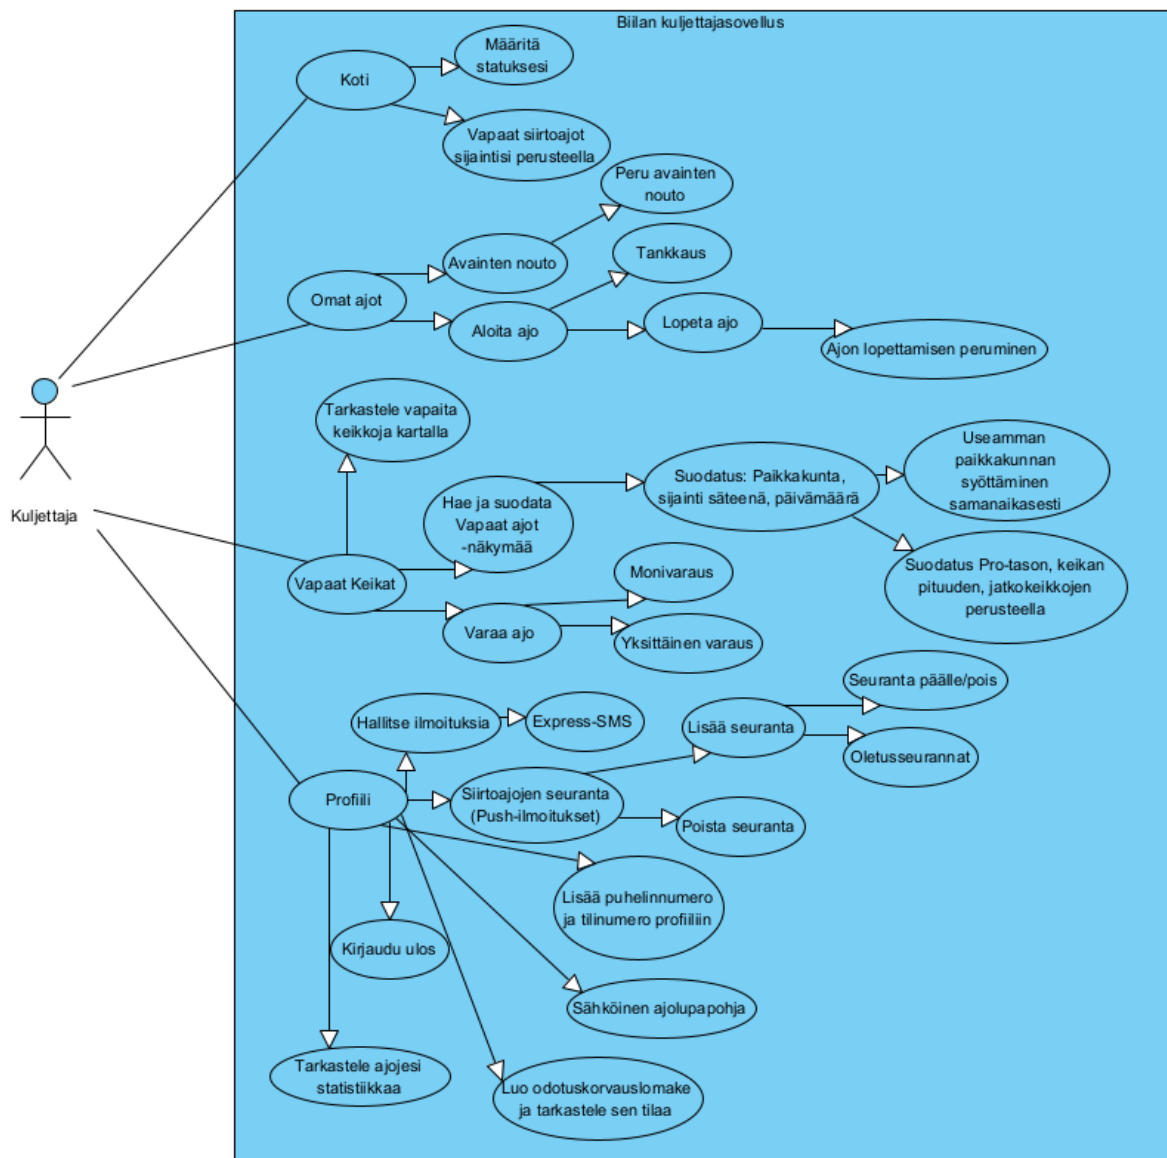 Biilan kuljettajasovellus
Määritä
statuksesi
Koti
Vapaat siirtoajot
sijaintisi perusteella
Peru avainten
nouto
Avainten nouto
Tankkaus
Omat ajot
Aloita ajo
Lopeta ajo
Ajon lopettamisen peruminen
Kuljettaja
Tarkastele vapaita
keikkoja kartalla
Hae ja suodata
Vapaat ajot
-näkymää
Suodatus: Paikkakunta,
sijainti säteenä, päivämäärä
Useamman
paikkakunnan
syöttäminen
samanaikasesti
Suodatus Pro-tason, keikan
pituuden, jatkokeikkojen
perusteella
Vapaat Keikat
Monivaraus
Varaa ajo
Yksittäinen varaus
Seuranta päälle/pois
Hallitse ilmoituksia
Express-SMS
Lisää seuranta
Oletusseurannat
Profiili
Siirtoajojen seuranta
(Push-ilmoitukset)
Poista seuranta
Lisää puhelinnumero
ja tilinumero profiiliin
Kirjaudu ulos
Sähköinen ajolupapohja
Tarkastele ajojesi
statistiikkaa
Luo odotuskorvauslomake
ja tarkastele sen tilaa